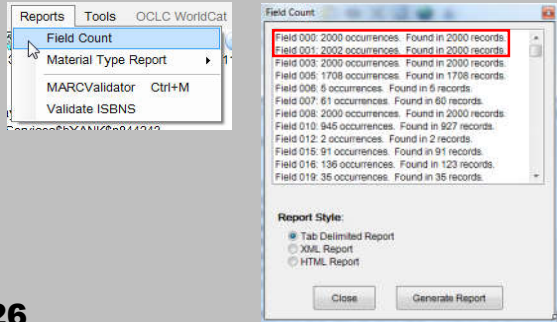 Reports Tools OCLC WorldCat
Field Count
Material Type Report
MARCValidator Ctrl+M
Validate ISBNS
26
Field Count
Field 000: 2000 occurrences. Found in 2000 records.
Field 001: 2002 occurrences. Found in 2000 records.
Field 003: 2000 occurrences. Found in 2000 records.
Field 005: 1708 occurrences. Found in 1708 records.
Field 006: 5 occurrences. Found in 5 records.
Field 007: 61 occurrences. Found in 60 records.
Field 008: 2000 occurrences. Found in 2000 records.
Field 010: 945 occurrences. Found in 927 records.
Field 012: 2 occurrences. Found in 2 records.
Field 015: 91 occurrences. Found in 91 records.
Field 016: 136 occurrences. Found in 123 records.
Field 019: 35 occurrences. Found in 35 records.
Report Style:
Tab Delimited Report
XML Report
HTML Report
Close Generate Report